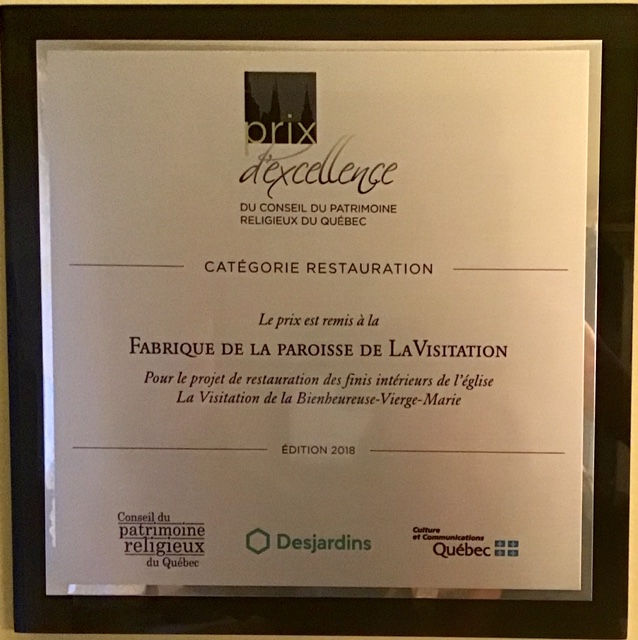 prix
d'excellence
DU CONSEIL DU PATRIMOINE
RELIGIEUX DU QUÉBEC
CATÉGORIE RESTAURATION
Le prix est remis à la
FABRIQUE DE LA PAROISSE DE LAVISITATION
Pour le projet de restauration des finis intérieurs de l'église
La Visitation de la Bienheureuse-Vierge-Marie
ÉDITION 2018
Conseil du
patrimoine
religieux
du Québec
Desjardins
Culture
et Communications
Québec